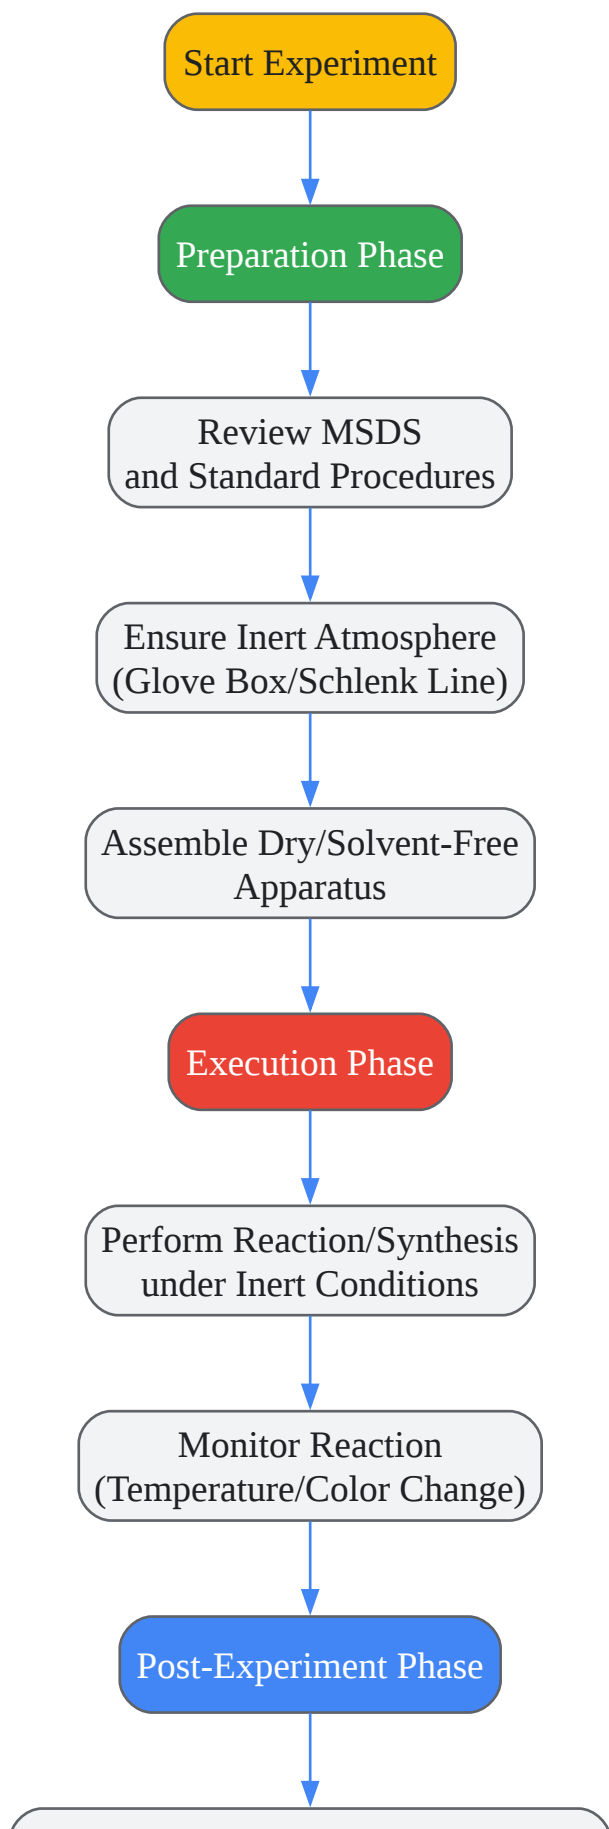 Start Experiment
Preparation Phase
Review MSDS
and Standard Procedures
Ensure Inert Atmosphere
(Glove Box/Schlenk Line)
Assemble Dry/Solvent-Free
Apparatus
Execution Phase
Perform Reaction/Synthesis
under Inert Conditions
Monitor Reaction
(Temperature/Color Change)
Post-Experiment Phase